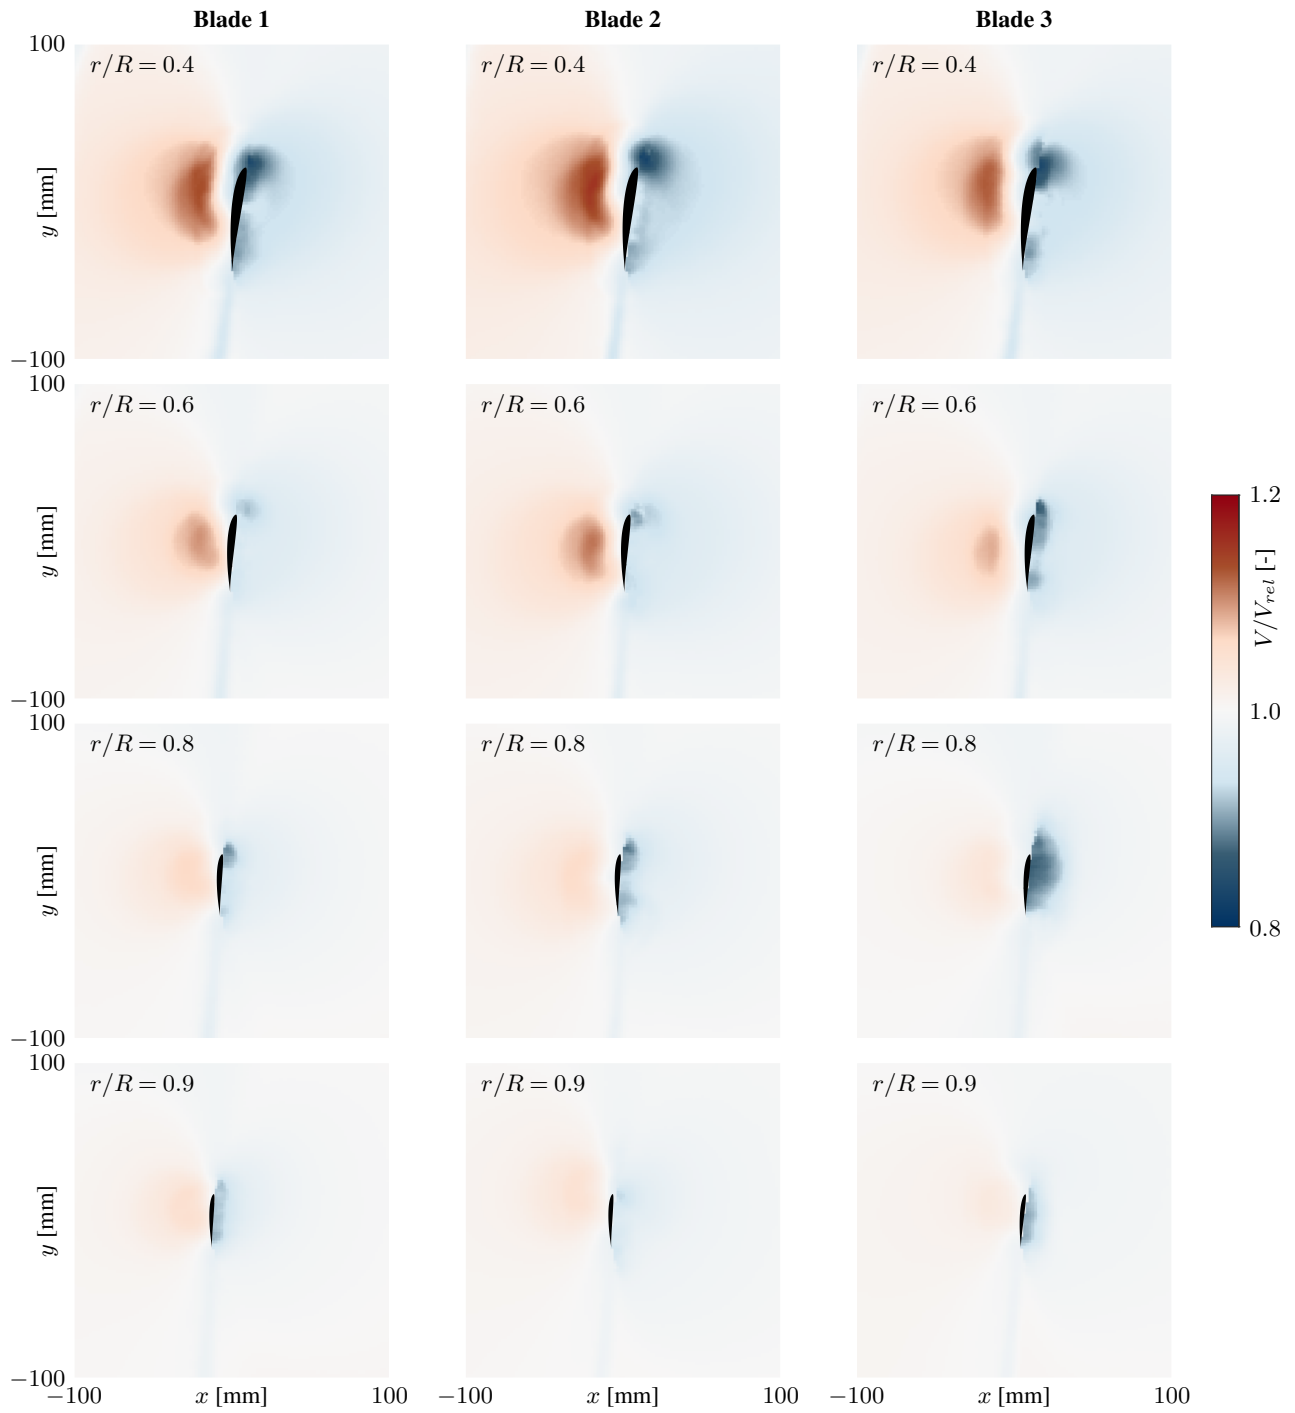 Blade 1 Blade 2 Blade 3
100
r/R = 0.4 r/R = 0.4 r/R = 0.4
y [mm]
−100
100
r/R = 0.6 r/R = 0.6 r/R = 0.6
1.2
y [mm]
V/V_rel [-]
−100
1.0
100
r/R = 0.8 r/R = 0.8 r/R = 0.8
y [mm]
0.8
−100
100
r/R = 0.9 r/R = 0.9 r/R = 0.9
y [mm]
−100
−100 x [mm] 100 −100 x [mm] 100 −100 x [mm] 100